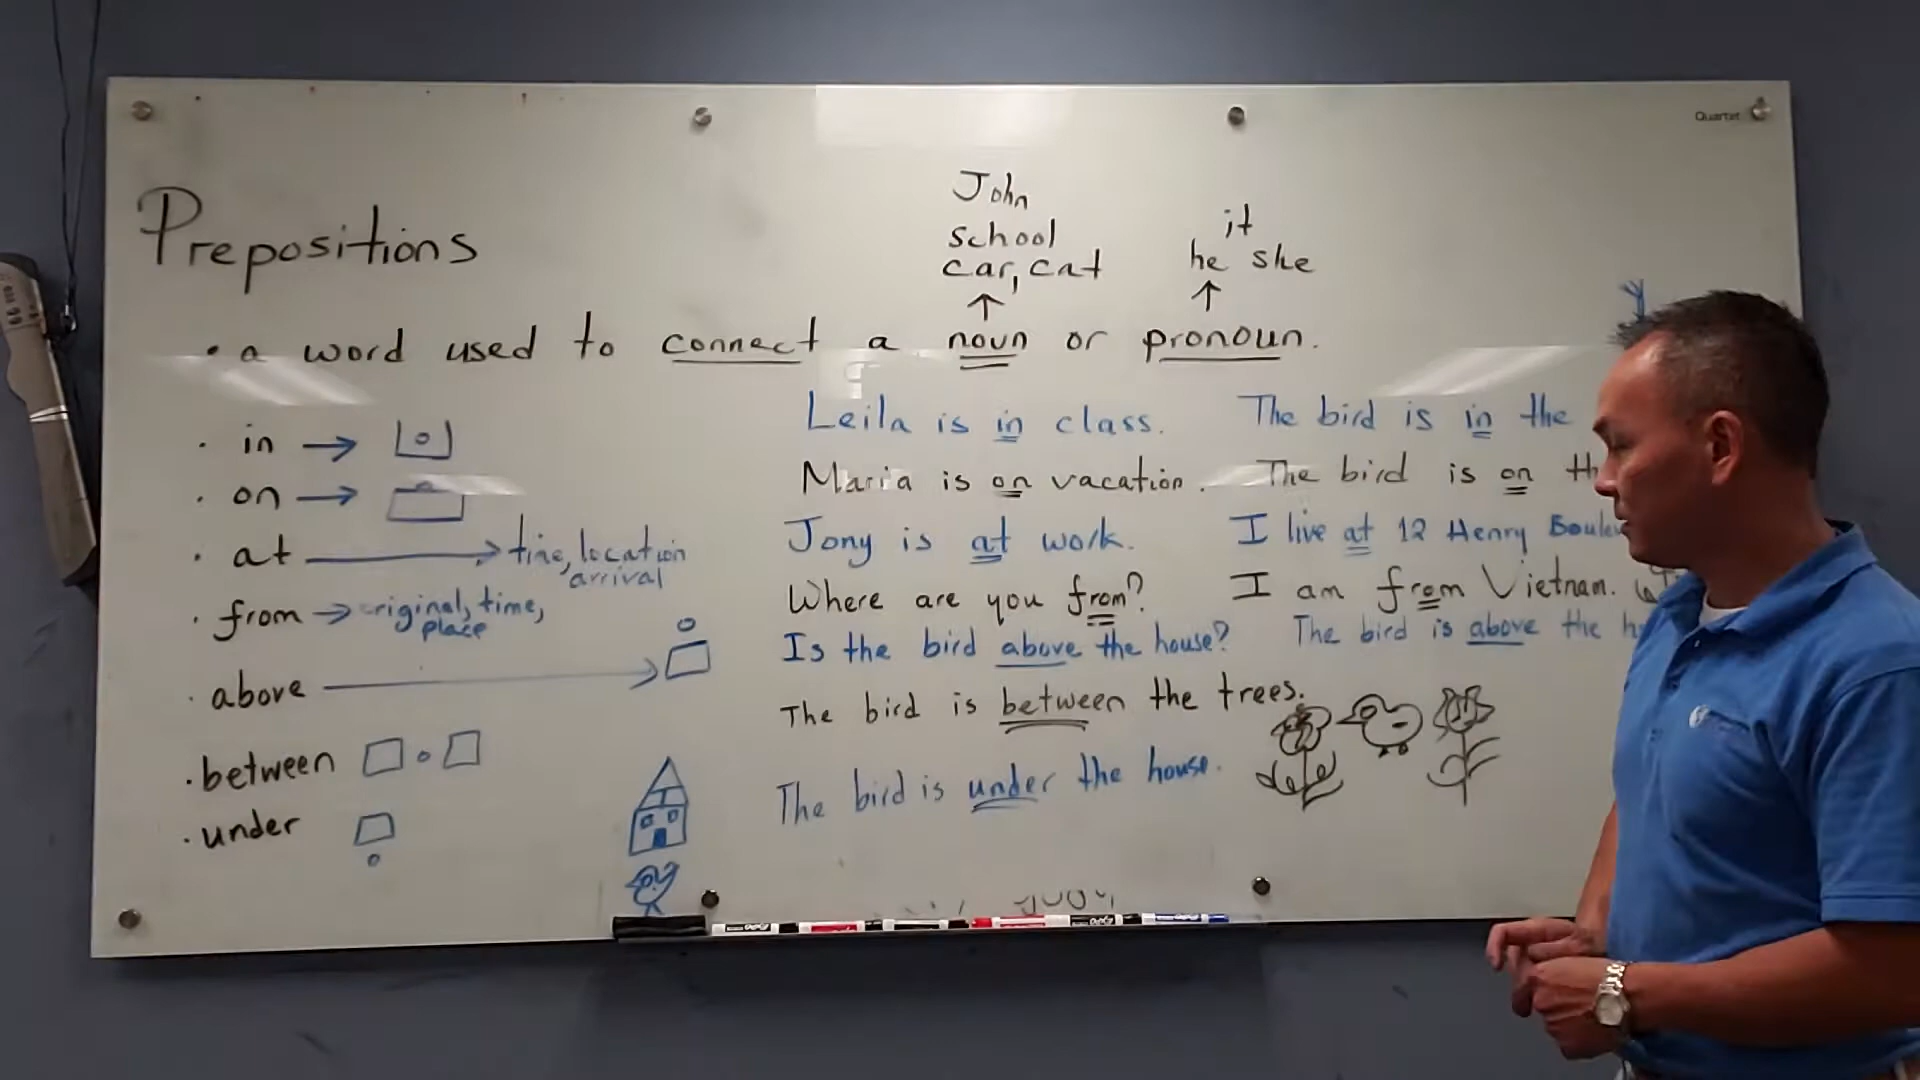 Quartet
John
school
car, cat
it
he she
Prepositions
• a word used to connect a noun or pronoun.
• in →
• on →
• at → time, location
arrival
• from → original, time,
place
• above →
• between
• under
Leila is in class.
Maria is on vacation.
Jony is at work.
Where are you from?
Is the bird above the house?
The bird is between the trees.
The bird is under the house.
The bird is in the
The bird is on
I live at 12 Henry
I am from Vietnam.
The bird is above the